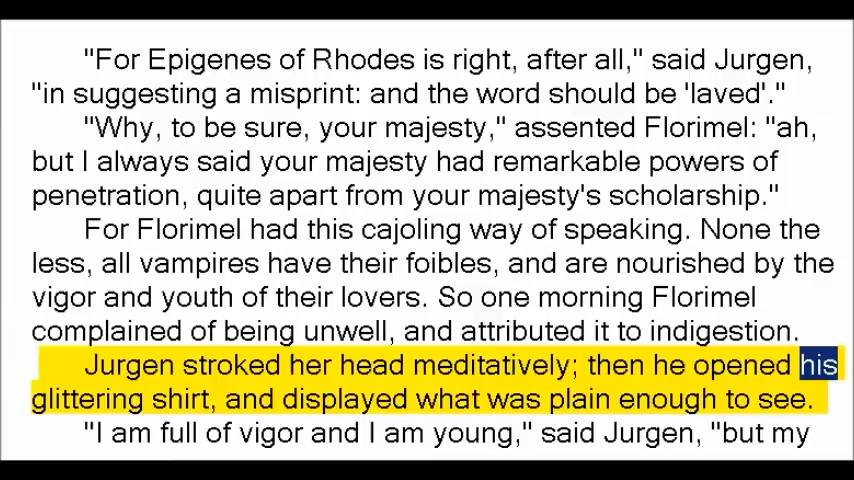 "For Epigenes of Rhodes is right, after all," said Jurgen,
"in suggesting a misprint: and the word should be 'laved'."
"Why, to be sure, your majesty," assented Florimel: "ah,
but I always said your majesty had remarkable powers of
penetration, quite apart from your majesty's scholarship."
For Florimel had this cajoling way of speaking. None the
less, all vampires have their foibles, and are nourished by the
vigor and youth of their lovers. So one morning Florimel
complained of being unwell, and attributed it to indigestion.
Jurgen stroked her head meditatively; then he opened his
glittering shirt, and displayed what was plain enough to see.
"I am full of vigor and I am young," said Jurgen, "but my